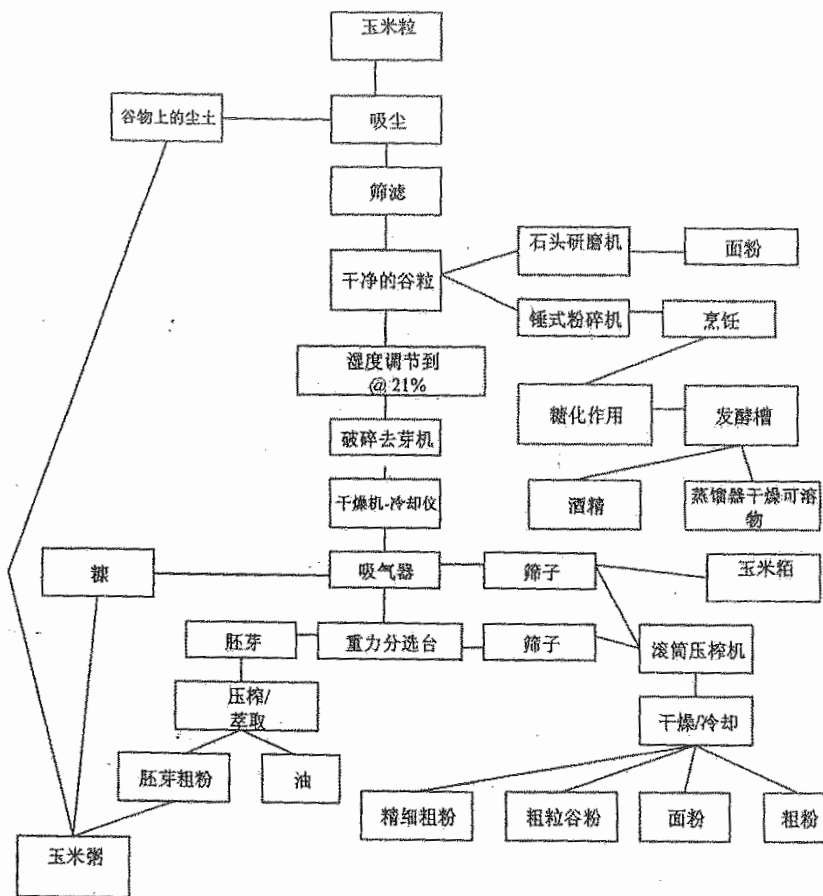 玉米粒
谷物上的尘土
吸尘
筛滤
石头研磨机
面粉
干净的谷粒
锤式粉碎机
烹饪
湿度调节到
@ 21%
糖化作用
发酵槽
破碎去芽机
酒精
蒸馏器干燥可溶
物
干燥机-冷却仪
糠
吸气器
筛子
玉米糁
胚芽
重力分选台
筛子
滚筒压榨机
压榨/
萃取
干燥/冷却
胚芽粗粉
油
精细粗粉
粗粒谷粉
面粉
粗粉
玉米粥